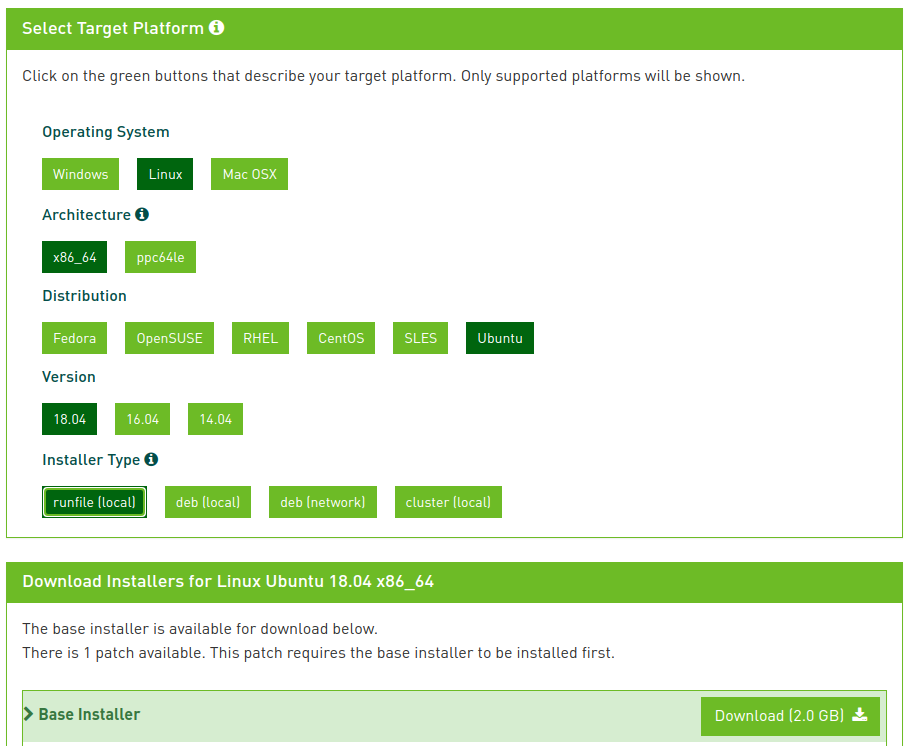 Select Target Platform
Click on the green buttons that describe your target platform. Only supported platforms will be shown.
Operating System
Windows Linux Mac OSX
Architecture
x86_64 ppc64le
Distribution
Fedora OpenSUSE RHEL CentOS SLES Ubuntu
Version
18.04 16.04 14.04
Installer Type
runfile (local) deb (local) deb (network) cluster (local)
Download Installers for Linux Ubuntu 18.04 x86_64
The base installer is available for download below.
There is 1 patch available. This patch requires the base installer to be installed first.
Base Installer Download (2.0 GB)